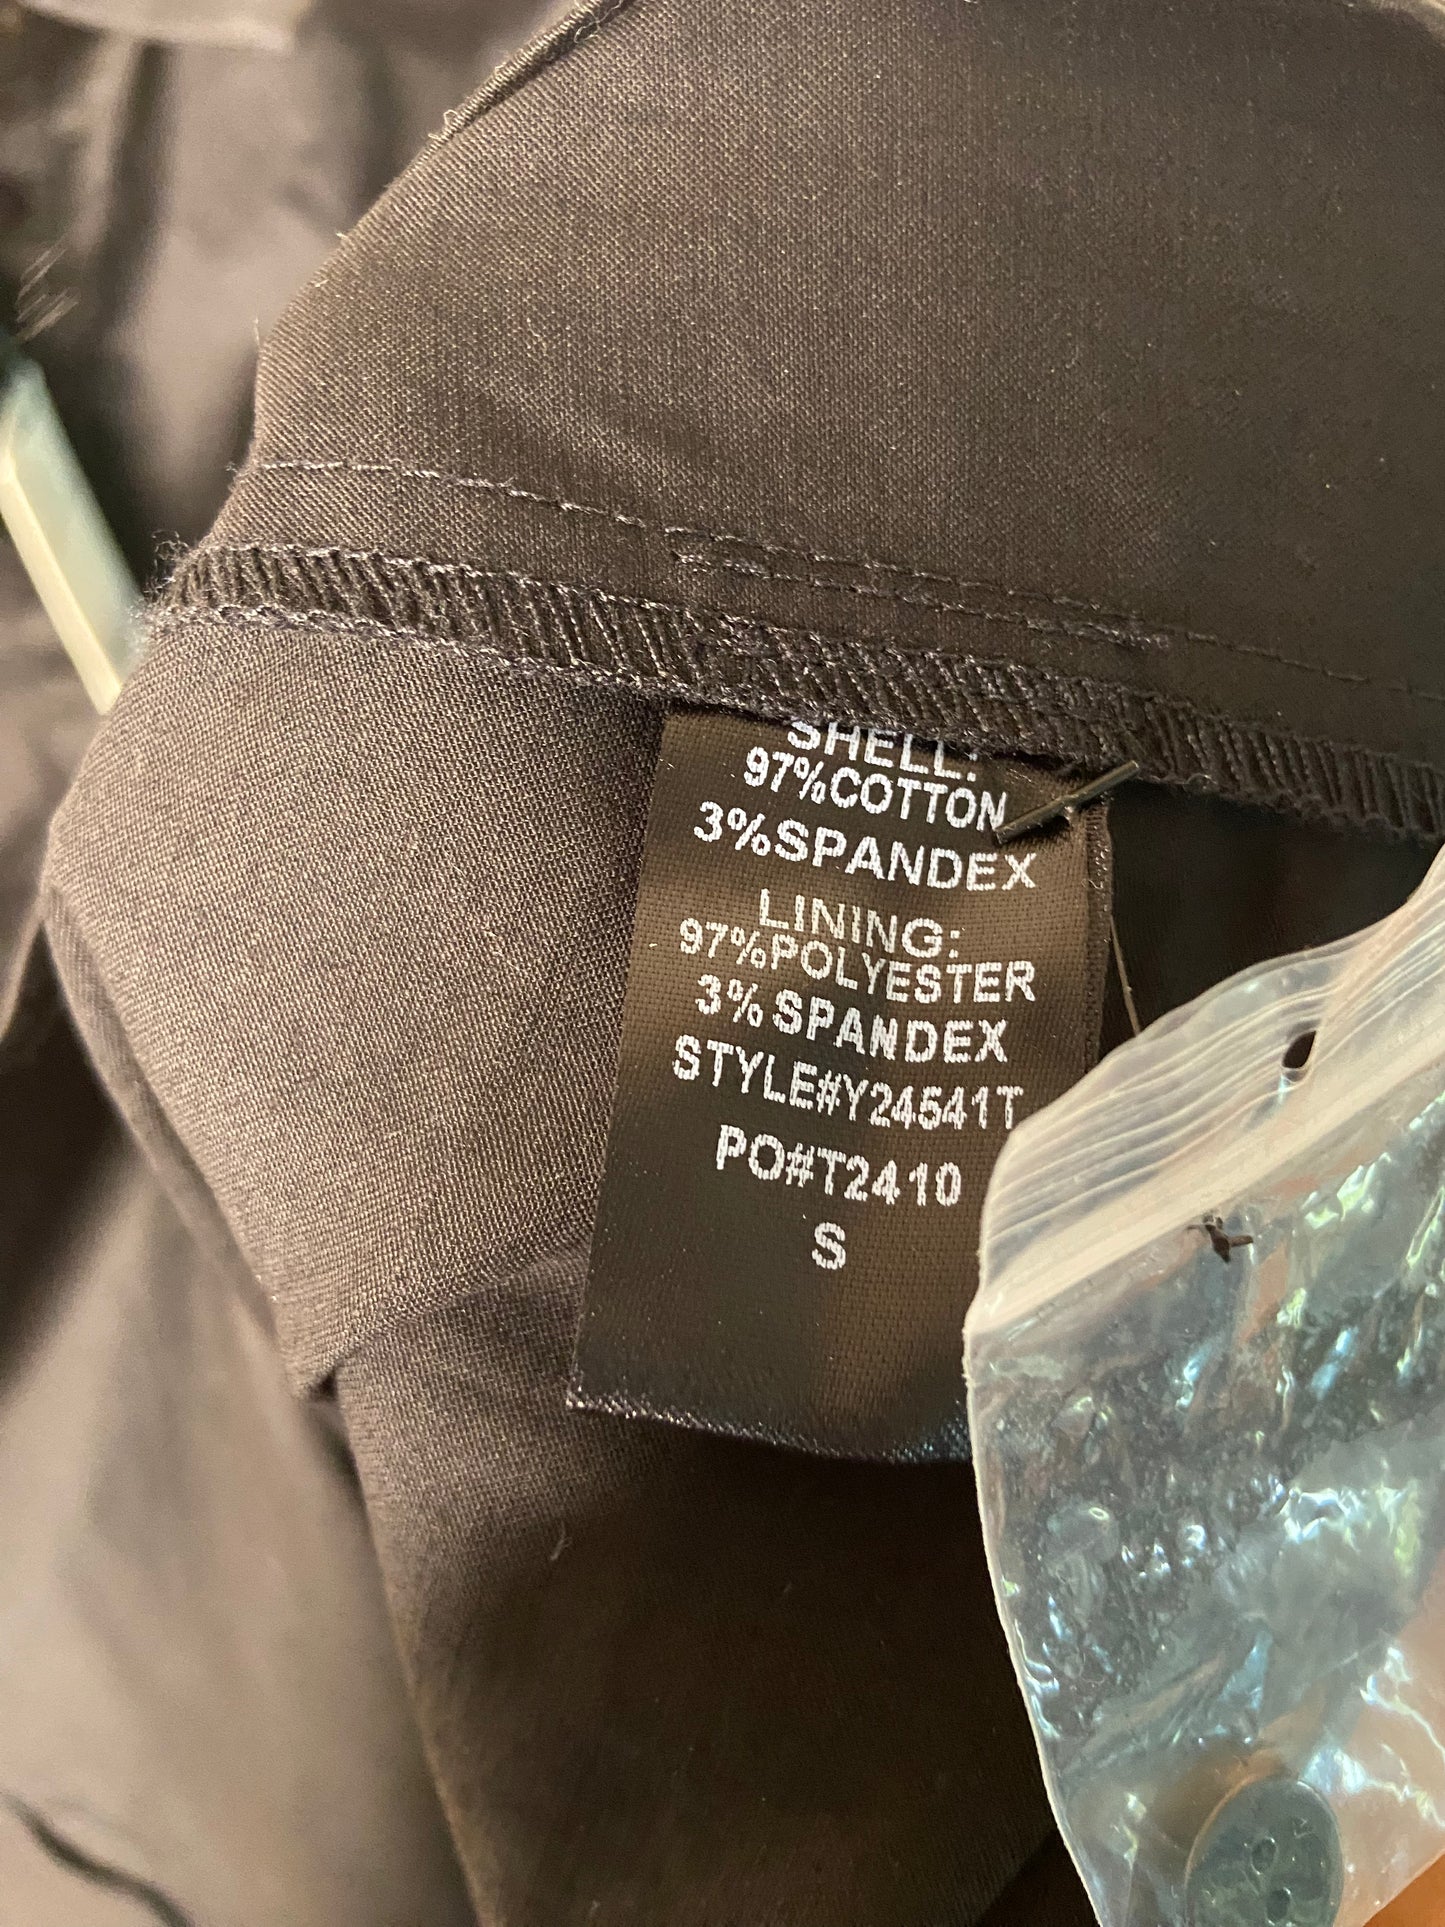 SHELL:
97%COTTON
3%SPANDEX
LINING:
97%POLYESTER
3%SPANDEX
STYLE#Y24541T
PO#T2410
S